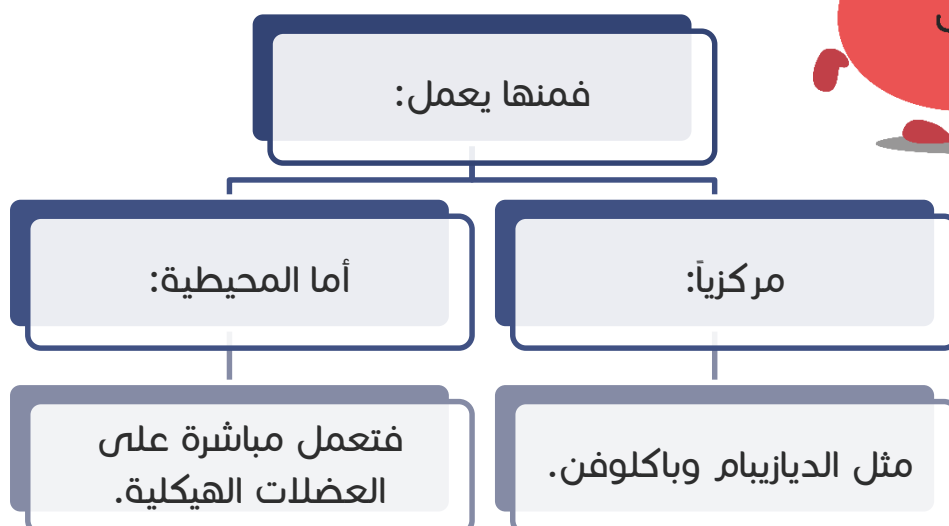 فمنها يعمل:
مركزياً:
أما المحيطية:
مثل الديازيبام وباكلوفن.
فتعمل مباشرة على
العضلات الهيكلية.